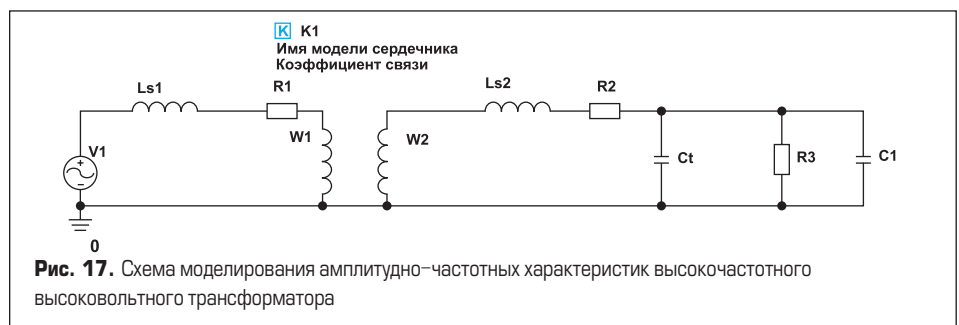 K K1
Имя модели сердечника
Коэффициент связи
Ls1
R1
Ls2
R2
V1
W1
W2
Ct
R3
C1
0
Рис. 17. Схема моделирования амплитудно–частотных характеристик высокочастотного
высоковольтного трансформатора